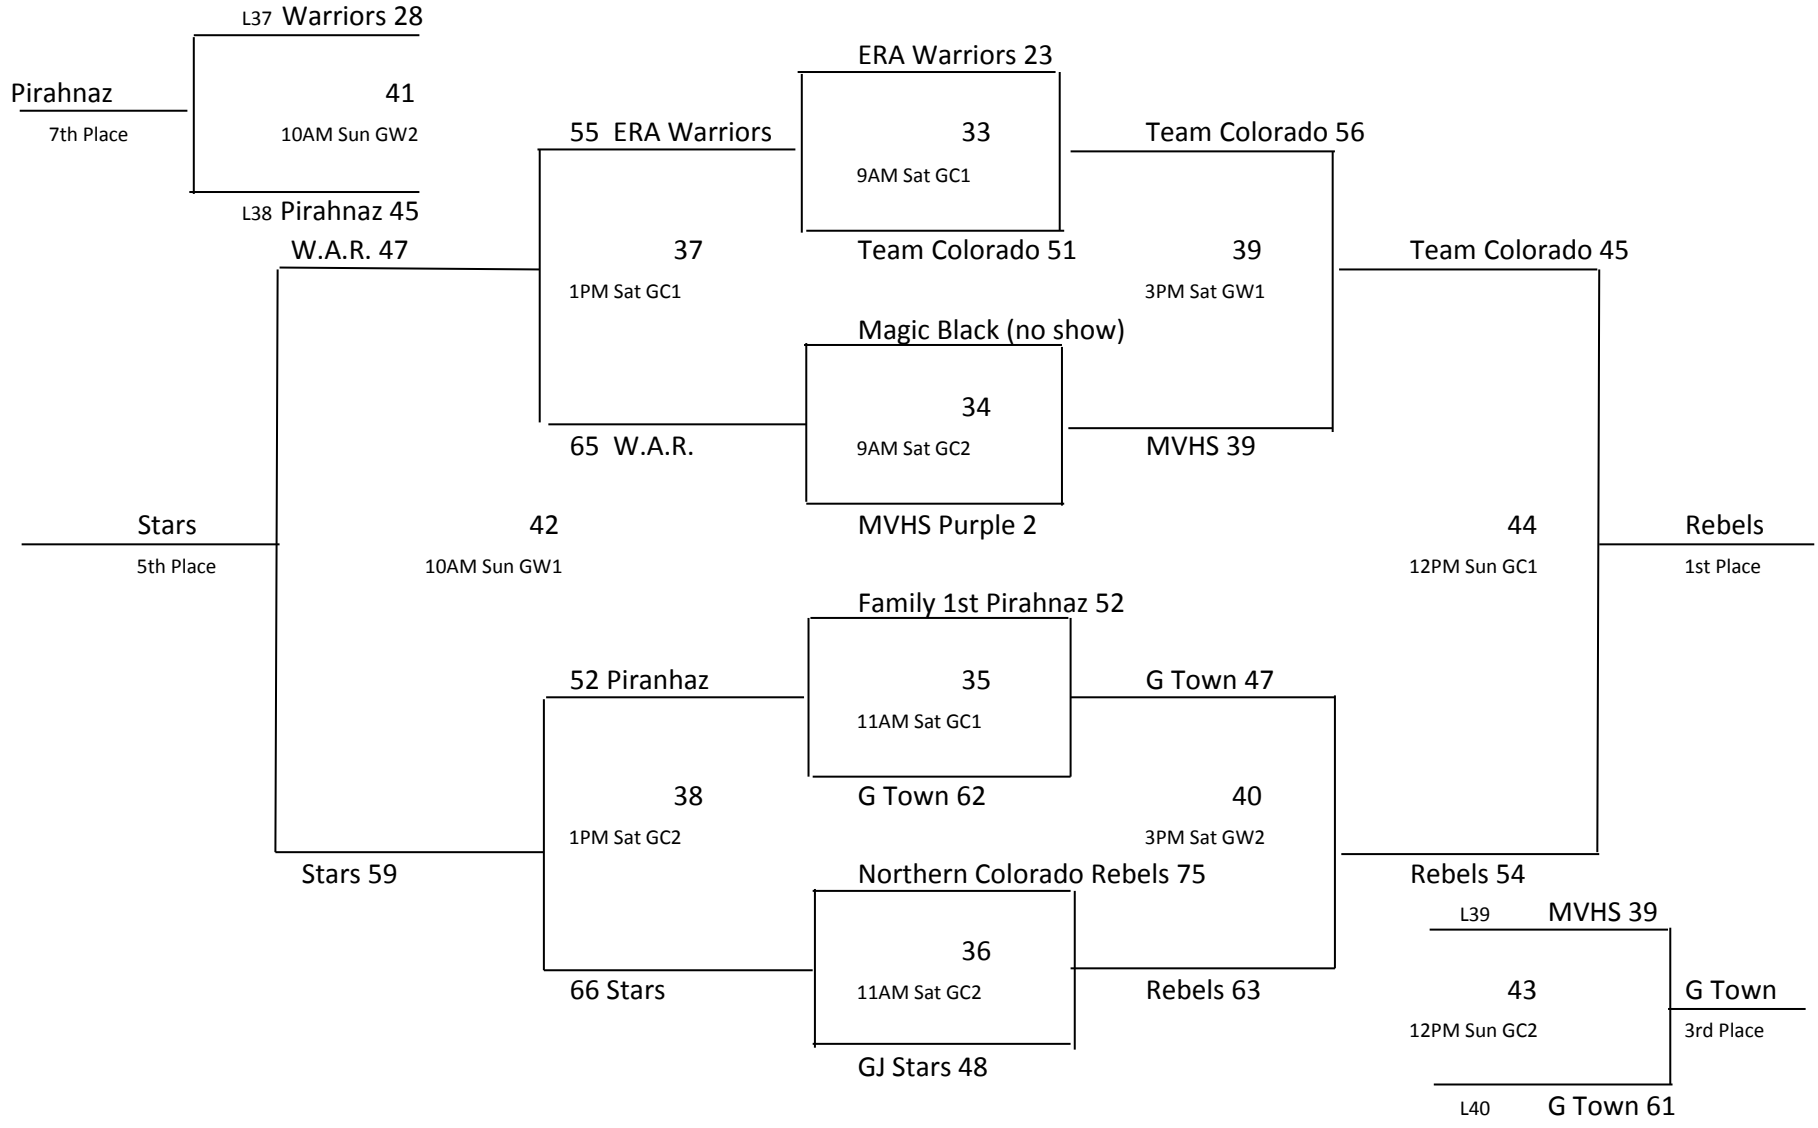 L37 Warriors 28
ERA Warriors 23
Pirahnaz
41
7th Place
10AM Sun GW2
55 ERA Warriors
33
Team Colorado 56
9AM Sat GC1
L38 Pirahnaz 45
W.A.R. 47
37
Team Colorado 51
39
Team Colorado 45
1PM Sat GC1
3PM Sat GW1
Magic Black (no show)
34
65 W.A.R.
9AM Sat GC2
MVHS 39
Stars
42
MVHS Purple 2
44
Rebels
5th Place
10AM Sun GW1
12PM Sun GC1
1st Place
Family 1st Pirahnaz 52
52 Piranhaz
35
G Town 47
11AM Sat GC1
38
G Town 62
40
1PM Sat GC2
3PM Sat GW2
Stars 59
Northern Colorado Rebels 75
Rebels 54
L39 MVHS 39
36
66 Stars
11AM Sat GC2
Rebels 63
43
G Town
12PM Sun GC2
3rd Place
GJ Stars 48
L40 G Town 61